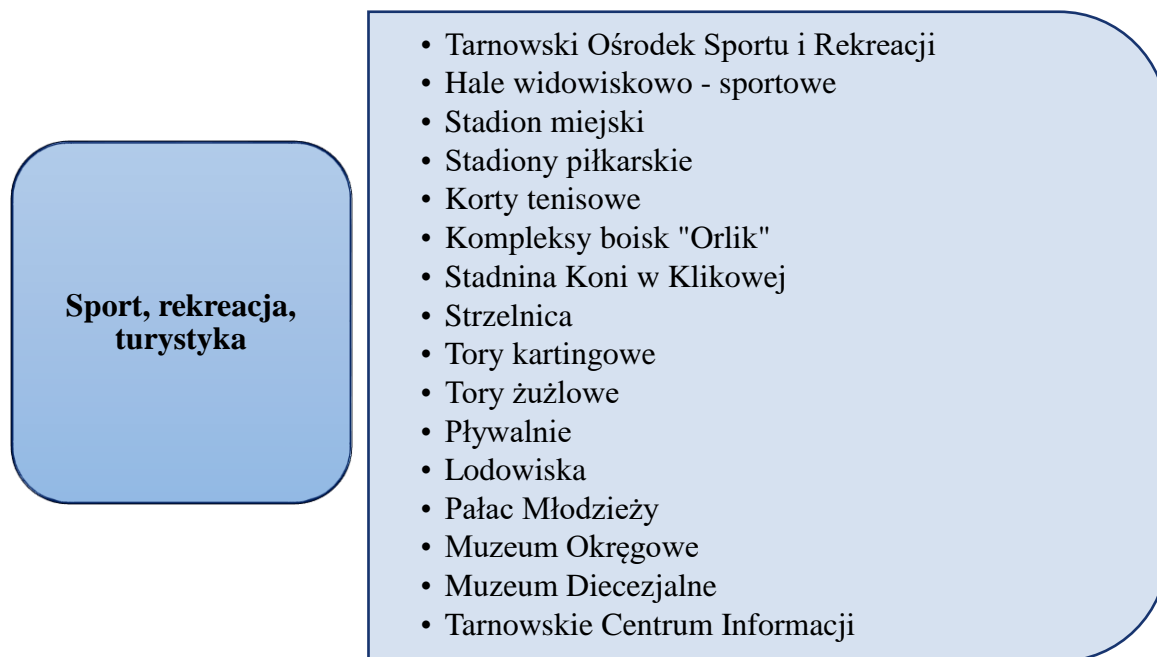 Sport, rekreacja,
turystyka
• Tarnowski Ośrodek Sportu i Rekreacji
• Hale widowiskowo - sportowe
• Stadion miejski
• Stadiony piłkarskie
• Korty tenisowe
• Kompleksy boisk "Orlik"
• Stadnina Koni w Klikowej
• Strzelnica
• Tory kartingowe
• Tory żużlowe
• Pływalnie
• Lodowiska
• Pałac Młodzieży
• Muzeum Okręgowe
• Muzeum Diecezjalne
• Tarnowskie Centrum Informacji